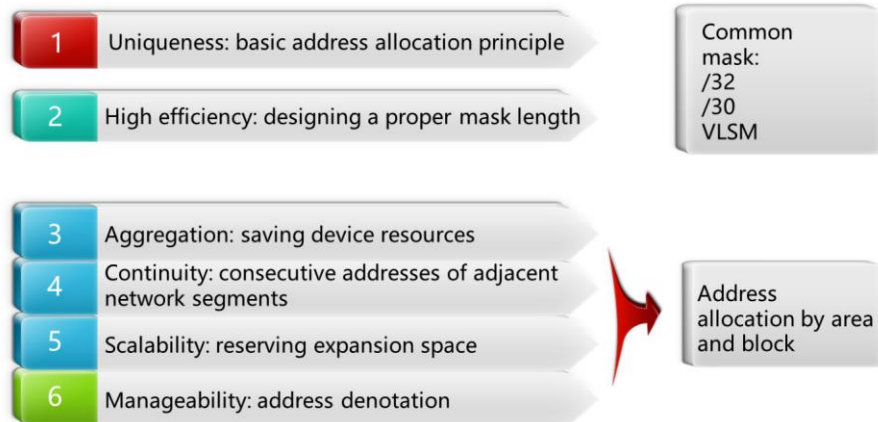 1 Uniqueness: basic address allocation principle
2 High efficiency: designing a proper mask length
Common
mask:
/32
/30
VLSM
3 Aggregation: saving device resources
4 Continuity: consecutive addresses of adjacent
network segments
5 Scalability: reserving expansion space
6 Manageability: address denotation
Address
allocation by area
and block